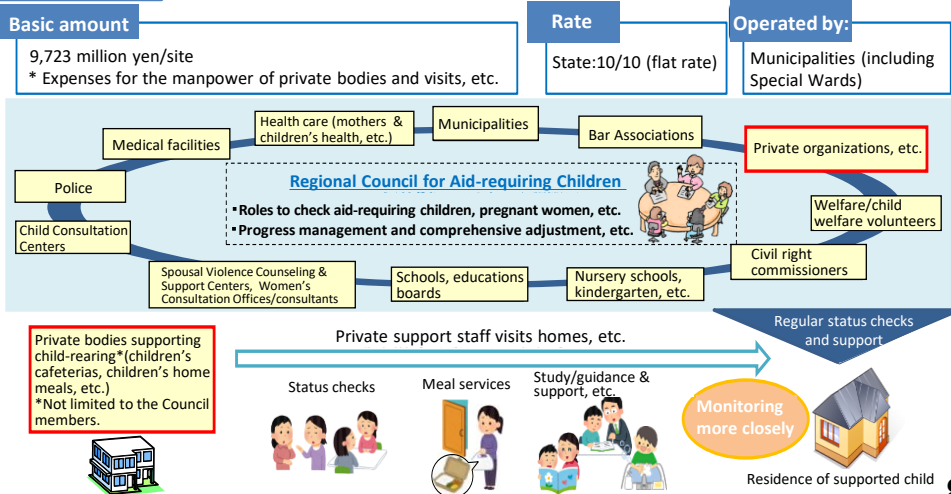 Basic amount
9,723 million yen/site
* Expenses for the manpower of private bodies and visits, etc.
Rate
State:10/10 (flat rate)
Operated by:
Municipalities (including
Special Wards)
Health care (mothers &
children's health, etc.)
Municipalities
Bar Associations
Medical facilities
Private organizations, etc.
Police
Regional Council for Aid-requiring Children
▪Roles to check aid-requiring children, pregnant women, etc.
▪Progress management and comprehensive adjustment, etc.
Welfare/child
welfare volunteers
Child Consultation
Centers
Civil right
commissioners
Spousal Violence Counseling &
Support Centers, Women's
Consultation Offices/consultants
Schools, educations
boards
Nursery schools,
kindergarten, etc.
Regular status checks
and support
Private bodies supporting
child-rearing*(children's
cafeterias, children's home
meals, etc.)
*Not limited to the Council
members.
Private support staff visits homes, etc.
Status checks
Meal services
Study/guidance &
support, etc.
Monitoring
more closely
Residence of supported child